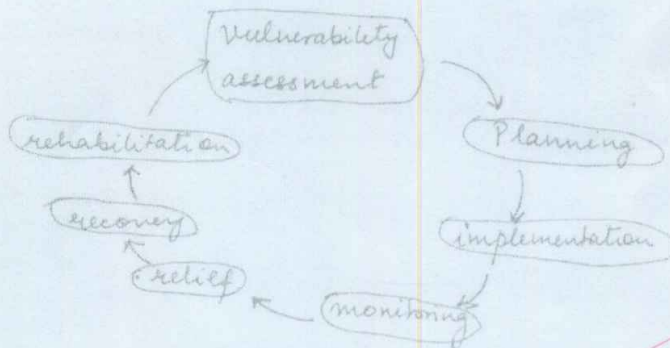 Vulnerability
assessment
Planning
implementation
monitoring
relief
recovery
rehabilitation